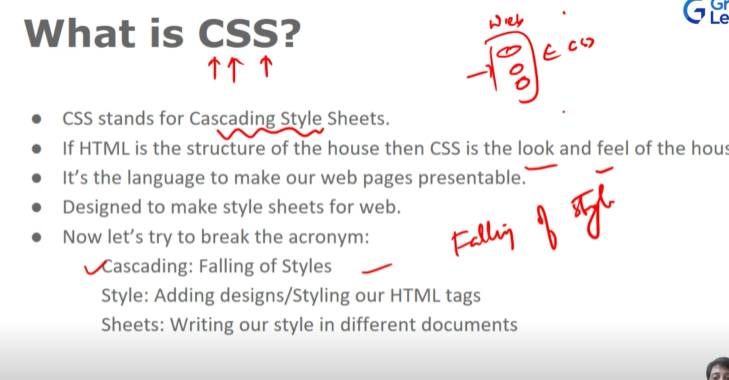 What is CSS?
Web
CSS
Gr
Le
CSS stands for Cascading Style Sheets.
If HTML is the structure of the house then CSS is the look and feel of the hous
It's the language to make our web pages presentable.
Designed to make style sheets for web.
Now let's try to break the acronym:
Falling of style
Cascading: Falling of Styles
Style: Adding designs/Styling our HTML tags
Sheets: Writing our style in different documents